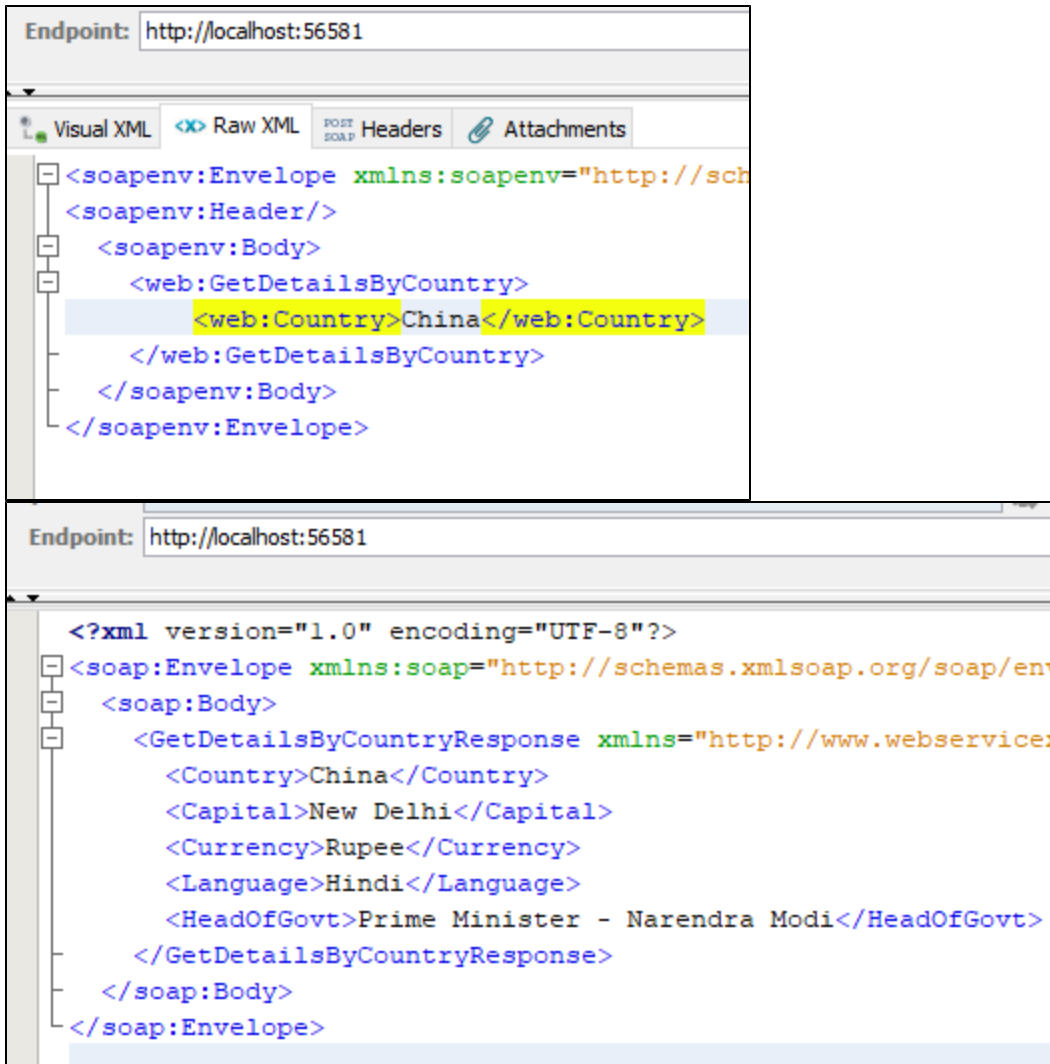 Endpoint: http://localhost:56581
Visual XML <X> Raw XML POST SOAP Headers Attachments
<soapenv:Envelope xmlns:soapenv="http://sch
<soapenv:Header/>
<soapenv:Body>
<web:GetDetailsByCountry>
<web:Country>China</web:Country>
</web:GetDetailsByCountry>
</soapenv:Body>
</soapenv:Envelope>
Endpoint: http://localhost:56581
<?xml version="1.0" encoding="UTF-8"?>
<soap:Envelope xmlns:soap="http://schemas.xmlsoap.org/soap/env
<soap:Body>
<GetDetailsByCountryResponse xmlns="http://www.webservicex
<Country>China</Country>
<Capital>New Delhi</Capital>
<Currency>Rupee</Currency>
<Language>Hindi</Language>
<HeadOfGovt>Prime Minister - Narendra Modi</HeadOfGovt>
</GetDetailsByCountryResponse>
</soap:Body>
</soap:Envelope>